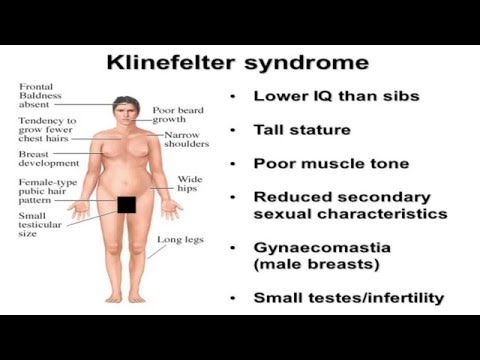 Klinefelter syndrome
Frontal
Baldness
absent
Tendency to
grow fewer
chest hairs
Breast
development
Female-type
pubic hair
pattern
Small
testicular
size
Poor beard
growth
Narrow
shoulders
Wide
hips
Long legs
• Lower IQ than sibs
• Tall stature
• Poor muscle tone
• Reduced secondary
sexual characteristics
• Gynaecomastia
(male breasts)
• Small testes/infertility